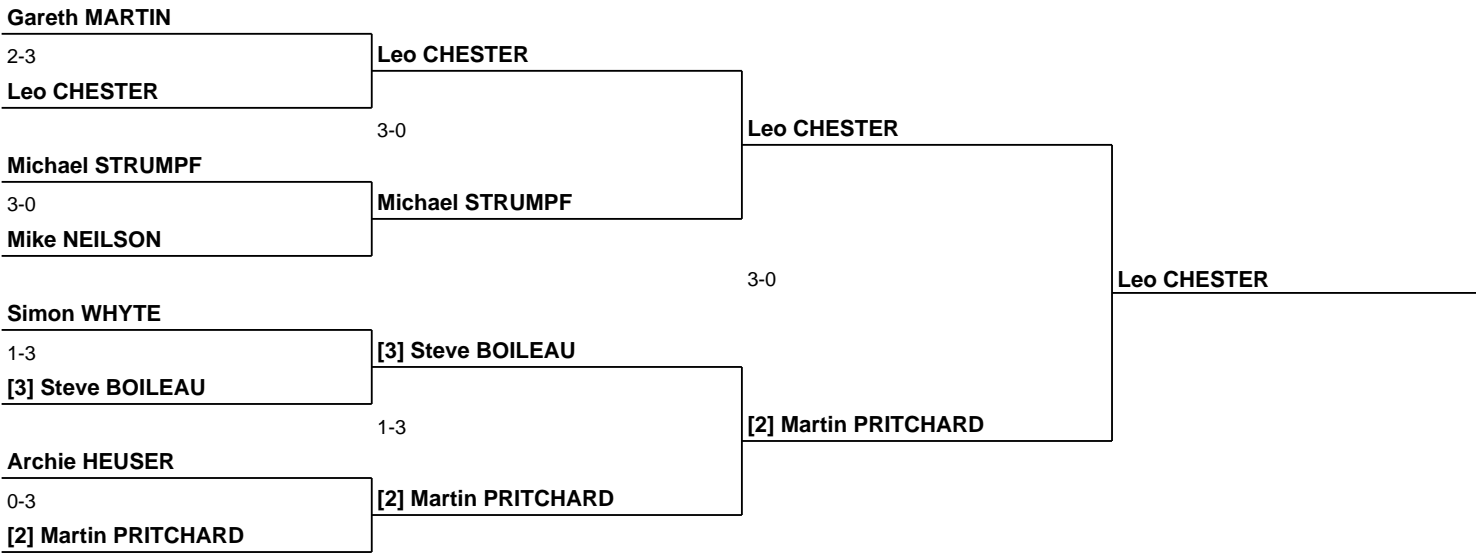 Gareth MARTIN
2-3
Leo CHESTER
Leo CHESTER
3-0
Leo CHESTER
Michael STRUMPF
3-0
Michael STRUMPF
Mike NEILSON
3-0
Leo CHESTER
Simon WHYTE
1-3
[3] Steve BOILEAU
[3] Steve BOILEAU
1-3
[2] Martin PRITCHARD
Archie HEUSER
0-3
[2] Martin PRITCHARD
[2] Martin PRITCHARD